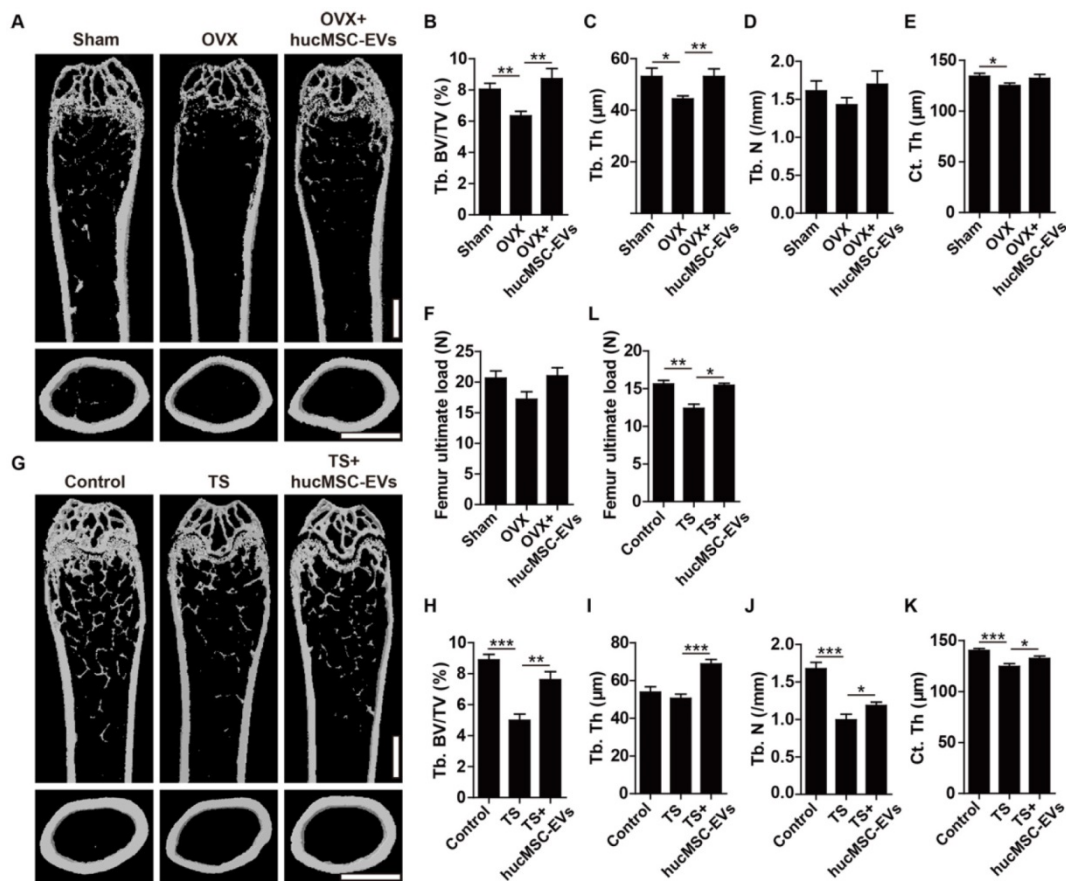 A
Sham
OVX
OVX+
hucMSC-EVs
B
Tb. BV/TV (%)
10
8
6
4
2
0
**
**
Sham
OVX
OVX+
hucMSC-EVs
C
Tb. Th (µm)
60
40
20
*
**
Sham
OVX
OVX+
hucMSC-EVs
D
Tb. N (/mm)
2.0
1.5
1.0
0.5
0.0
Sham
OVX
OVX+
hucMSC-EVs
E
Ct. Th (µm)
150
100
50
0
*
Sham
OVX
OVX+
hucMSC-EVs
F
Femur ultimate load (N)
25
20
15
10
5
0
Sham
OVX
OVX+
hucMSC-EVs
L
Femur ultimate load (N)
20
15
10
5
0
**
*
Control
TS
TS+
hucMSC-EVs
G
Control
TS
TS+
hucMSC-EVs
H
Tb. BV/TV (%)
10
8
6
4
2
0
***
**
Control
TS
TS+
hucMSC-EVs
I
Tb. Th (µm)
80
60
40
20
0
***
Control
TS
TS+
hucMSC-EVs
J
Tb. N (/mm)
2.0
1.5
1.0
0.5
0.0
***
*
Control
TS
TS+
hucMSC-EVs
K
Ct. Th (µm)
150
100
50
0
***
*
Control
TS
TS+
hucMSC-EVs